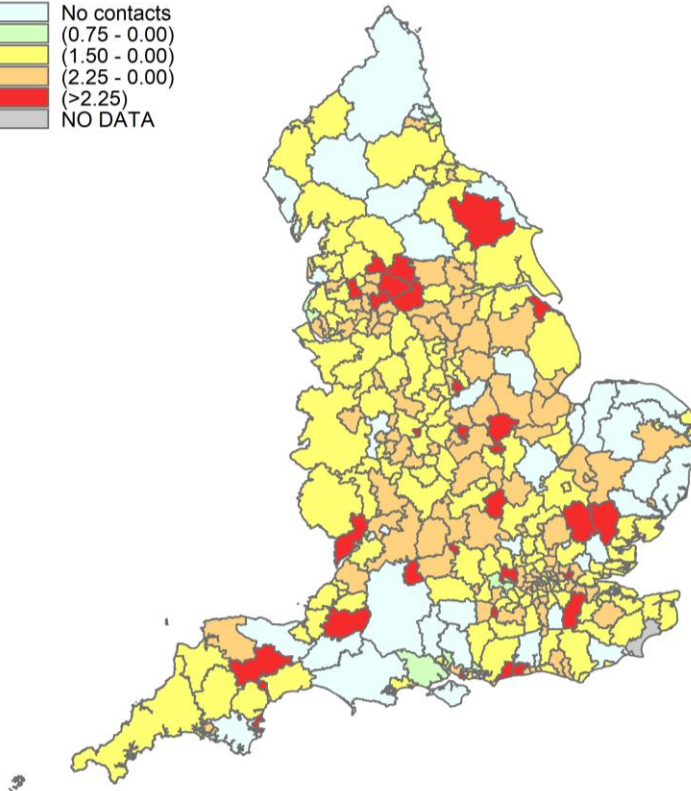 No contacts
(0.75 - 0.00)
(1.50 - 0.00)
(2.25 - 0.00)
(>2.25)
NO DATA